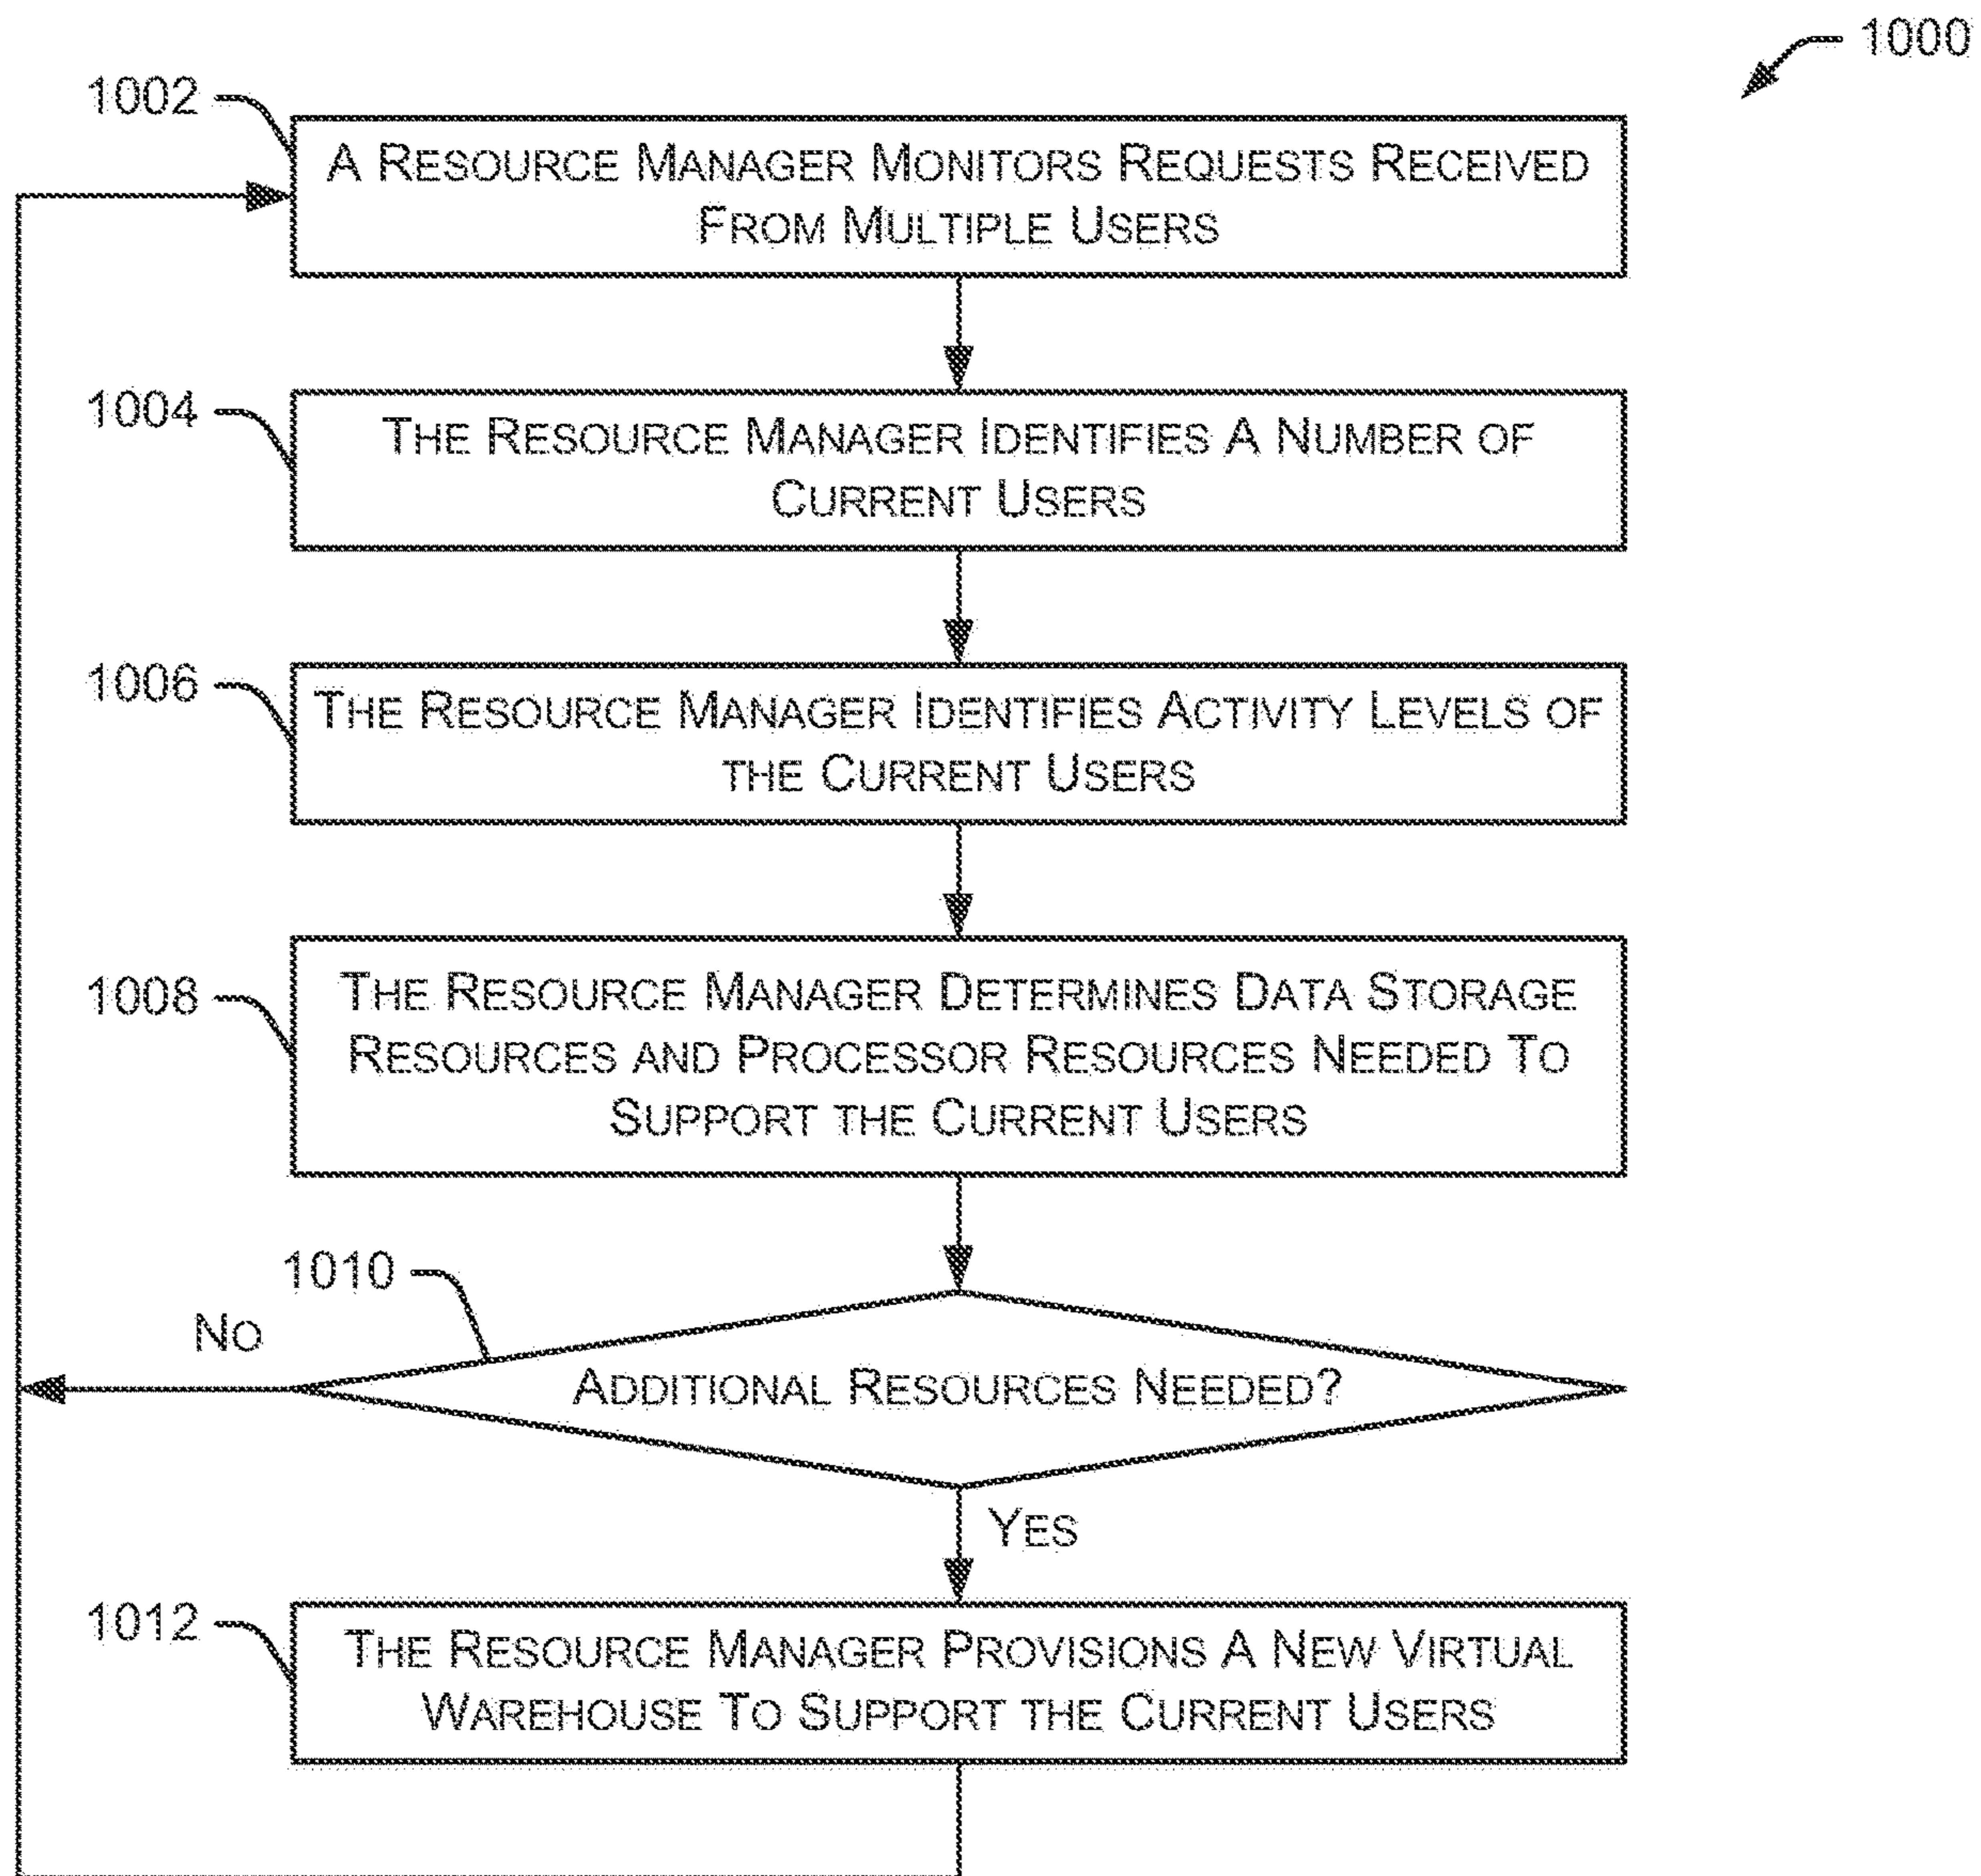 1000
1002
A RESOURCE MANAGER MONITORS REQUESTS RECEIVED
FROM MULTIPLE USERS
1004
THE RESOURCE MANAGER IDENTIFIES A NUMBER OF
CURRENT USERS
1006
THE RESOURCE MANAGER IDENTIFIES ACTIVITY LEVELS OF
THE CURRENT USERS
1008
THE RESOURCE MANAGER DETERMINES DATA STORAGE
RESOURCES AND PROCESSOR RESOURCES NEEDED TO
SUPPORT THE CURRENT USERS
1010
NO
ADDITIONAL RESOURCES NEEDED?
YES
1012
THE RESOURCE MANAGER PROVISIONS A NEW VIRTUAL
WAREHOUSE TO SUPPORT THE CURRENT USERS